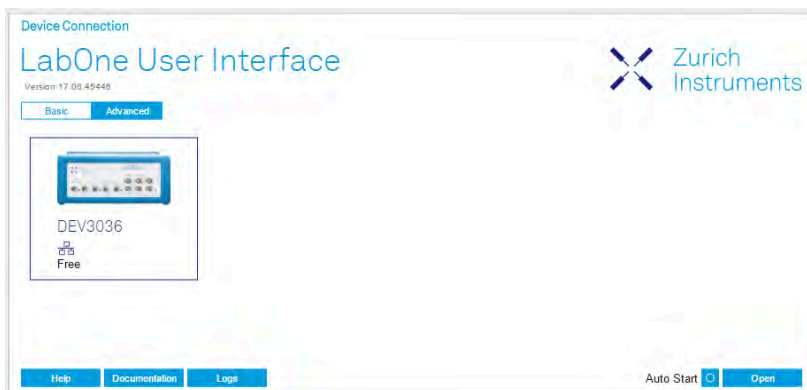 Device Connection
LabOne User Interface
Version 17.06.45446
Zurich
Instruments
Basic Advanced
DEV3036
Free
Help Documentation Logs Auto Start Open